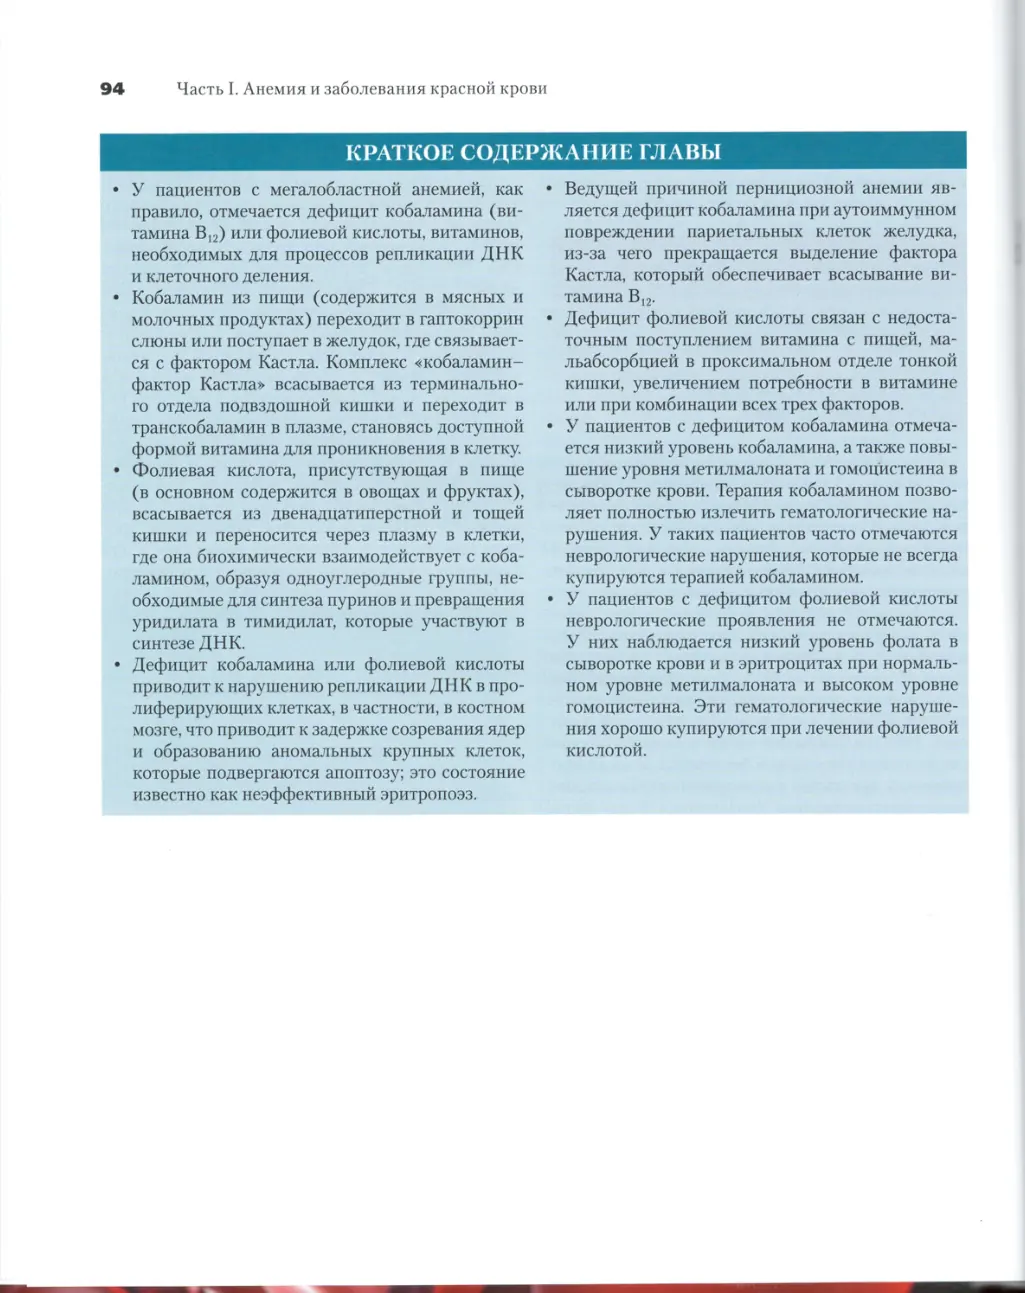 94 Часть I. Анемия и заболевания красной крови
КРАТКОЕ СОДЕРЖАНИЕ ГЛАВЫ
• У пациентов с мегалобластной анемией, как
правило, отмечается дефицит кобаламина (ви-
тамина B₁₂) или фолиевой кислоты, витаминов,
необходимых для процессов репликации ДНК
и клеточного деления.
• Кобаламин из пищи (содержится в мясных и
молочных продуктах) переходит в гаптокоррин
слюны или поступает в желудок, где связывает-
ся с фактором Кастла. Комплекс «кобаламин–
фактор Кастла» всасывается из терминально-
го отдела подвздошной кишки и переходит в
транскобаламин в плазме, становясь доступной
формой витамина для проникновения в клетку.
• Фолиевая кислота, присутствующая в пище
(в основном содержится в овощах и фруктах),
всасывается из двенадцатиперстной и тощей
кишки и переносится через плазму в клетки,
где она биохимически взаимодействует с коба-
ламином, образуя одноуглеродные группы, не-
обходимые для синтеза пуринов и превращения
уридилата в тимидилат, которые участвуют в
синтезе ДНК.
• Дефицит кобаламина или фолиевой кислоты
приводит к нарушению репликации ДНК в про-
лиферирующих клетках, в частности, в костном
мозге, что приводит к задержке созревания ядер
и образованию аномальных крупных клеток,
которые подвергаются апоптозу; это состояние
известно как неэффективный эритропоэз.
• Ведущей причиной пернициозной анемии яв-
ляется дефицит кобаламина при аутоиммунном
повреждении париетальных клеток желудка,
из-за чего прекращается выделение фактора
Кастла, который обеспечивает всасывание ви-
тамина B₁₂.
• Дефицит фолиевой кислоты связан с недоста-
точным поступлением витамина с пищей, ма-
льабсорбцией в проксимальном отделе тонкой
кишки, увеличением потребности в витамине
или при комбинации всех трех факторов.
• У пациентов с дефицитом кобаламина отмеча-
ется низкий уровень кобаламина, а также повы-
шение уровня метилмалоната и гомоцистеина в
сыворотке крови. Терапия кобаламином позво-
ляет полностью излечить гематологические на-
рушения. У таких пациентов часто отмечаются
неврологические нарушения, которые не всегда
купируются терапией кобаламином.
• У пациентов с дефицитом фолиевой кислоты
неврологические проявления не отмечаются.
У них наблюдается низкий уровень фолата в
сыворотке крови и в эритроцитах при нормаль-
ном уровне метилмалоната и высоком уровне
гомоцистеина. Эти гематологические наруше-
ния хорошо купируются при лечении фолиевой
кислотой.